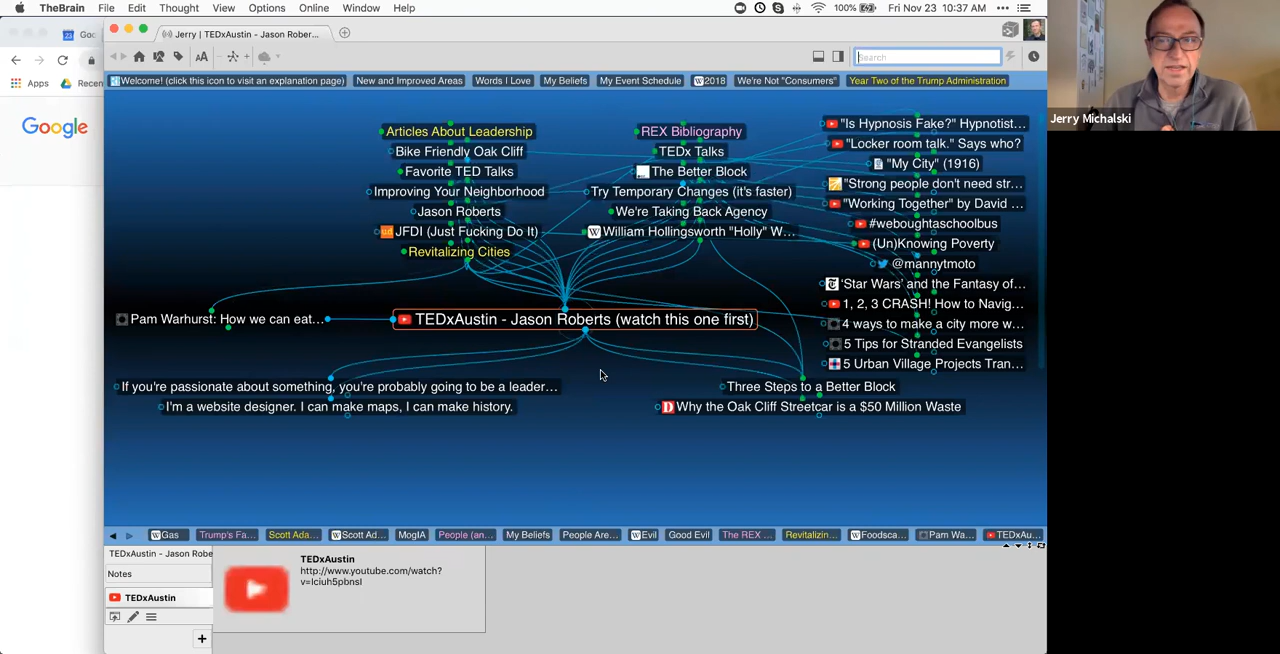 TheBrain File Edit Thought View Options Online Window Help 100% Fri Nov 23 10:37 AM
Goo
Jerry | TEDxAustin - Jason Rober...
Apps Recen
AA
Search
Welcome! (click this icon to visit an explanation page) New and Improved Areas Words I Love My Beliefs My Event Schedule 2018 We're Not "Consumers" Year Two of the Trump Administration
Google
Jerry Michalski
Articles About Leadership
Bike Friendly Oak Cliff
Favorite TED Talks
Improving Your Neighborhood
Jason Roberts
JFDI (Just Fucking Do It)
Revitalizing Cities
REX Bibliography
TEDx Talks
The Better Block
Try Temporary Changes (it's faster)
We're Taking Back Agency
William Hollingsworth "Holly" W...
"Is Hypnosis Fake?" Hypnotist...
"Locker room talk." Says who?
"My City" (1916)
"Strong people don't need str...
"Working Together" by David ...
#weboughtaschoolbus
(Un)Knowing Poverty
@mannytmoto
'Star Wars' and the Fantasy of...
1, 2, 3 CRASH! How to Navig...
4 ways to make a city more w...
5 Tips for Stranded Evangelists
5 Urban Village Projects Tran...
Pam Warhurst: How we can eat...
TEDxAustin - Jason Roberts (watch this one first)
If you're passionate about something, you're probably going to be a leader...
I'm a website designer. I can make maps, I can make history.
Three Steps to a Better Block
Why the Oak Cliff Streetcar is a $50 Million Waste
Gas Trump's Fa... Scott Ada... Scott Ad... MogIA People (an... My Beliefs People Are... Evil Good Evil The REX ... Revitalizin... Foodsca... Pam Wa... TEDxAu...
TEDxAustin - Jason Robe
Notes
TEDxAustin
TEDxAustin
http://www.youtube.com/watch?
v=Iciuh5pbnsI